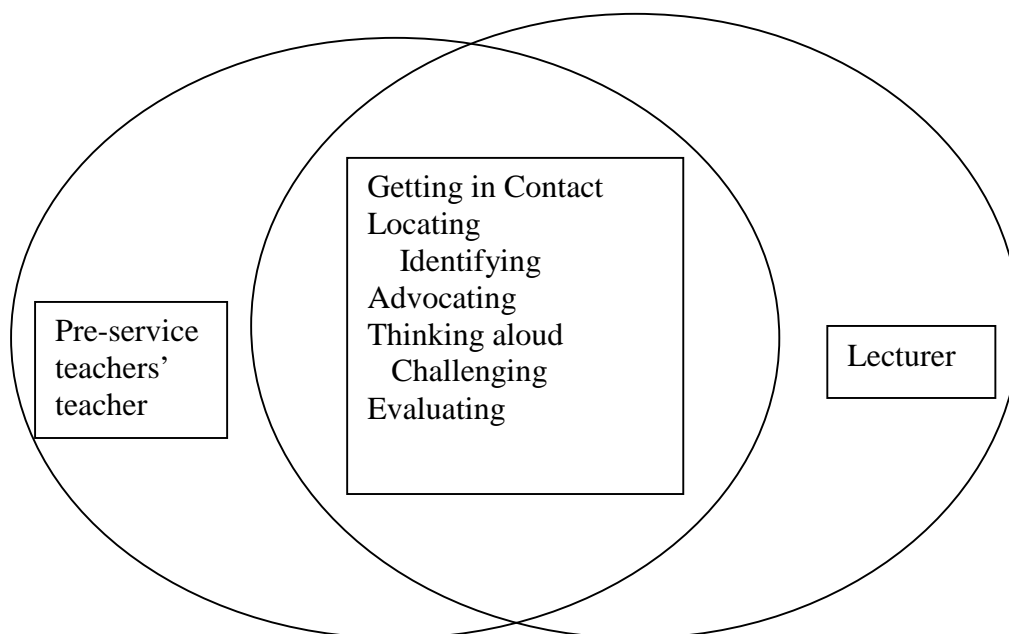 Getting in Contact
Locating
Identifying
Advocating
Thinking aloud
Challenging
Evaluating
Pre-service
teachers’
teacher
Lecturer